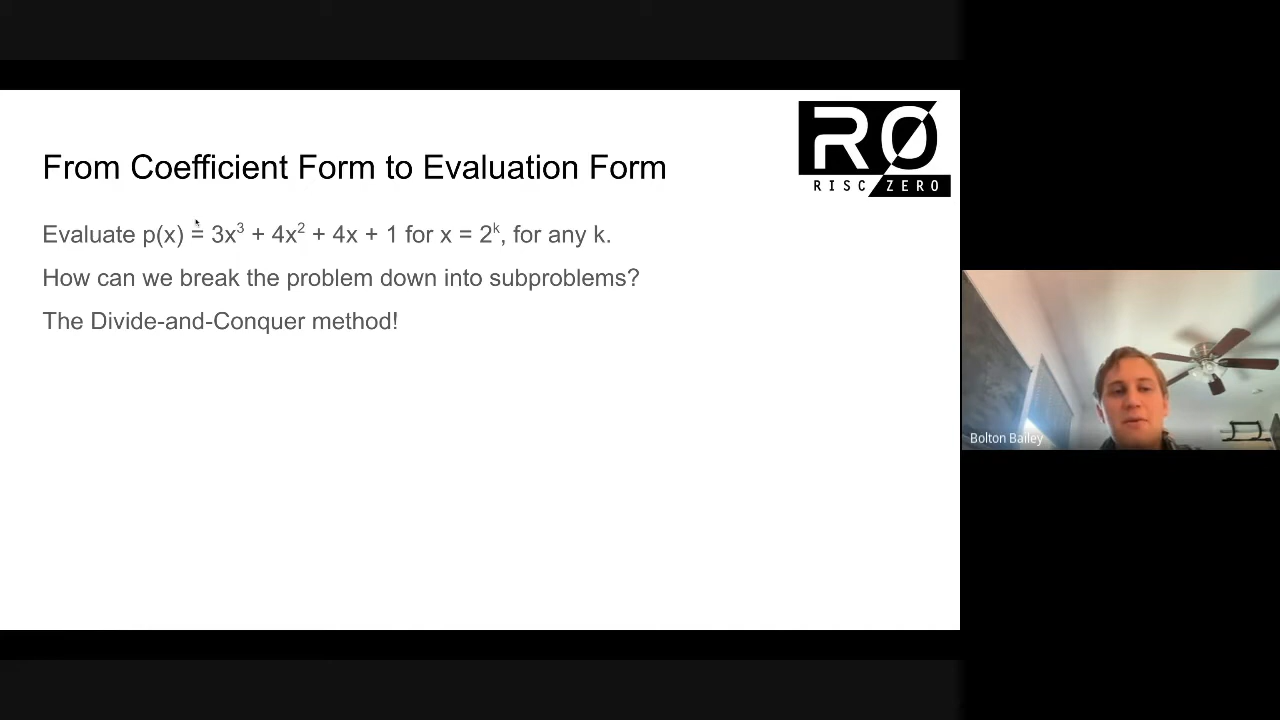 From Coefficient Form to Evaluation Form
RØ
RISC ZERO
Evaluate p(x) = 3x³ + 4x² + 4x + 1 for x = 2ᵏ, for any k.
How can we break the problem down into subproblems?
The Divide-and-Conquer method!
Bolton Bailey